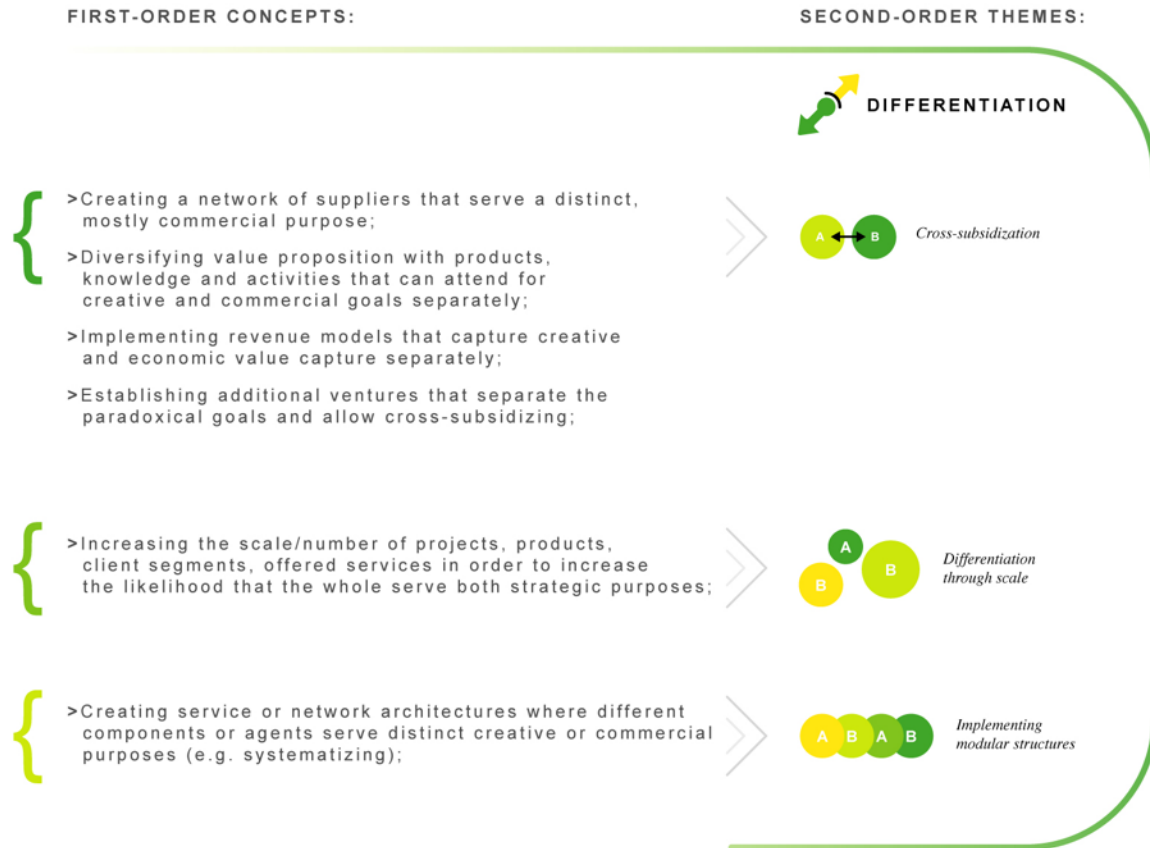 FIRST-ORDER CONCEPTS:
SECOND-ORDER THEMES:
DIFFERENTIATION
>Creating a network of suppliers that serve a distinct,
mostly commercial purpose;
>Diversifying value proposition with products,
knowledge and activities that can attend for
creative and commercial goals separately;
>Implementing revenue models that capture creative
and economic value capture separately;
>Establishing additional ventures that separate the
paradoxical goals and allow cross-subsidizing;
A B
Cross-subsidization
>Increasing the scale/number of projects, products,
client segments, offered services in order to increase
the likelihood that the whole serve both strategic purposes;
A
B
B
Differentiation
through scale
>Creating service or network architectures where different
components or agents serve distinct creative or commercial
purposes (e.g. systematizing);
A B A B
Implementing
modular structures